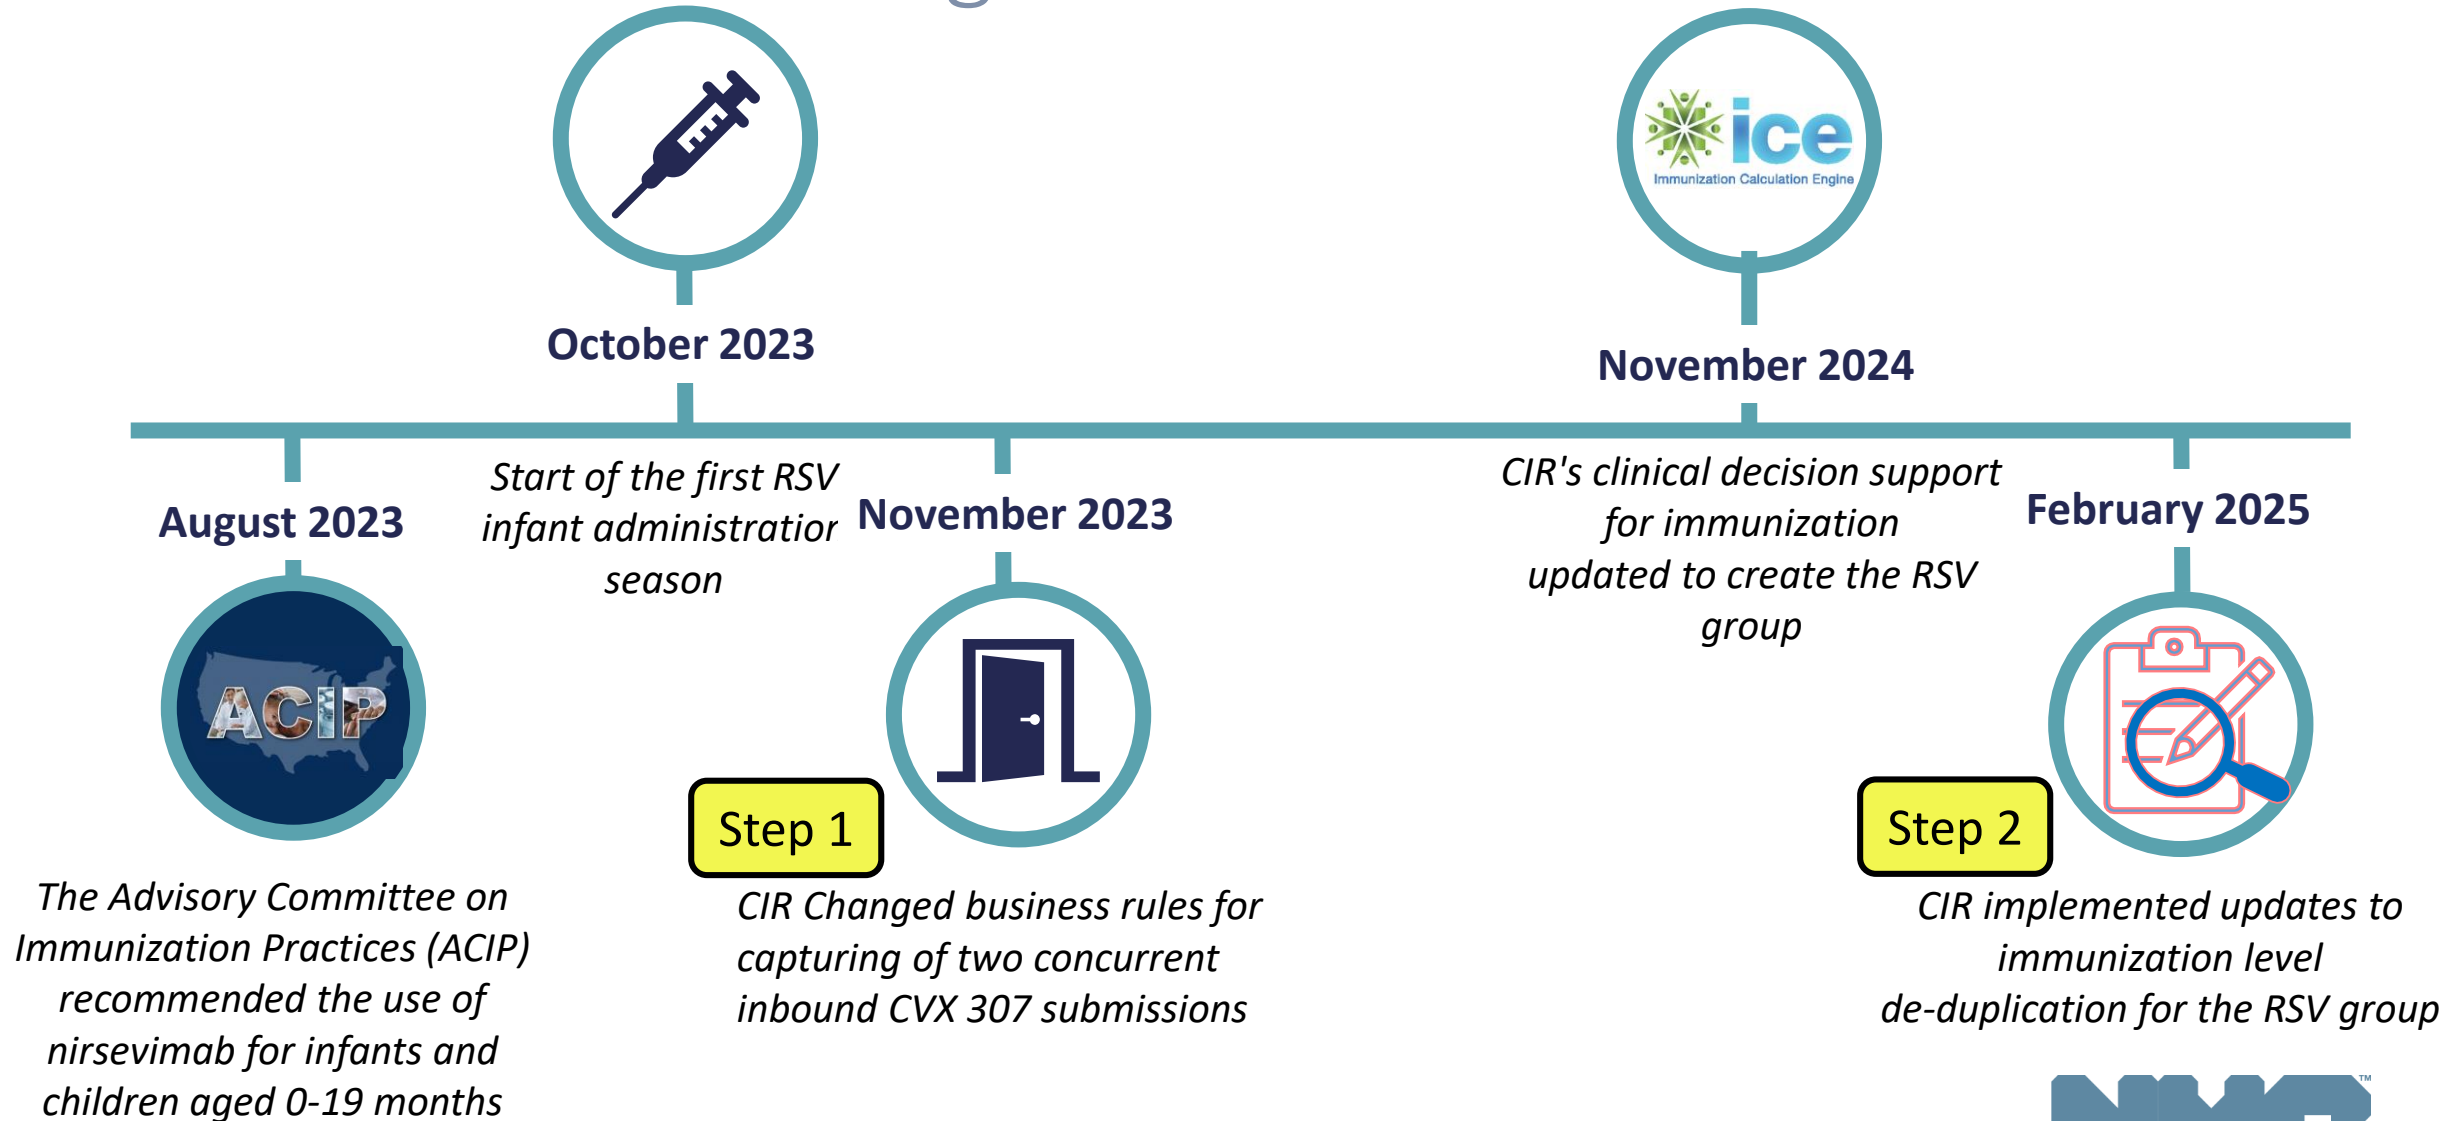 ice
Immunization Calculation Engine
October 2023
November 2024
Start of the first RSV
infant administration
season
CIR's clinical decision support
for immunization
updated to create the RSV
group
August 2023
November 2023
February 2025
ACIP
Step 1
Step 2
The Advisory Committee on
Immunization Practices (ACIP)
recommended the use of
nirsevimab for infants and
children aged 0-19 months
CIR Changed business rules for
capturing of two concurrent
inbound CVX 307 submissions
CIR implemented updates to
immunization level
de-duplication for the RSV group
TM